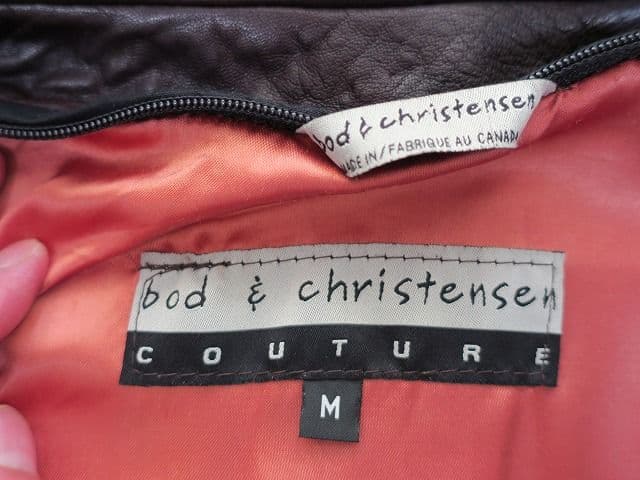 bod & christensen
MADE IN/FABRIQUE AU CANADA
bod & christensen
COUTURE
M